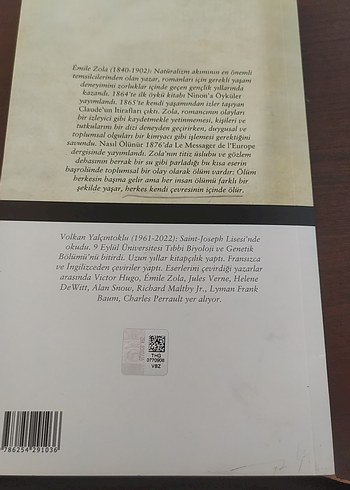 Émile Zola (1840-1902): Natüralizm akımının en önemli
temsilcilerinden olan yazar, romanları için gerekli yaşam
deneyimini zorluklar içinde geçen gençlik yıllarında
kazandı. 1864'te ilk öykü kitabı Ninon'a Öyküler
yayımlandı. 1865'te kendi yaşamından izler taşıyan
Claude'un İtirafları çıktı. Zola, romancının olayları
bir izleyici gibi kaydetmekle yetinmemesi, kişileri ve
tutkularını bir dizi deneyden geçirirken, duygusal ve
toplumsal olguları bir kimyacı gibi işlemesi gerektiğini
savundu. Nasıl Ölünür 1876'da Le Messager de l'Europe
dergisinde yayımlandı. Zola'nın titiz üslubu ve gözlem
dehasının berrak bir su gibi parladığı bu kısa eserin
başrolünde toplumsal bir olay olarak ölüm vardır: Ölüm
herkesin başına gelir ama her insan ölümü farklı bir
şekilde yaşar, herkes kendi çevresinin içinde ölür.
Volkan Yalçıntoklu (1961-2022): Saint-Joseph Lisesi'nde
okudu. 9 Eylül Üniversitesi Tıbbi Biyoloji ve Genetik
Bölümü'nü bitirdi. Uzun yıllar kitapçılık yaptı. Fransızca
ve İngilizceden çeviriler yaptı. Eserlerini çevirdiği yazarlar
arasında Victor Hugo, Émile Zola, Jules Verne, Helen
DeWitt, Alan Snow, Richard Maltby Jr., Lyman Frank
Baum, Charles Perrault yer alıyor.
THG
0770906
VBZ
786254291036